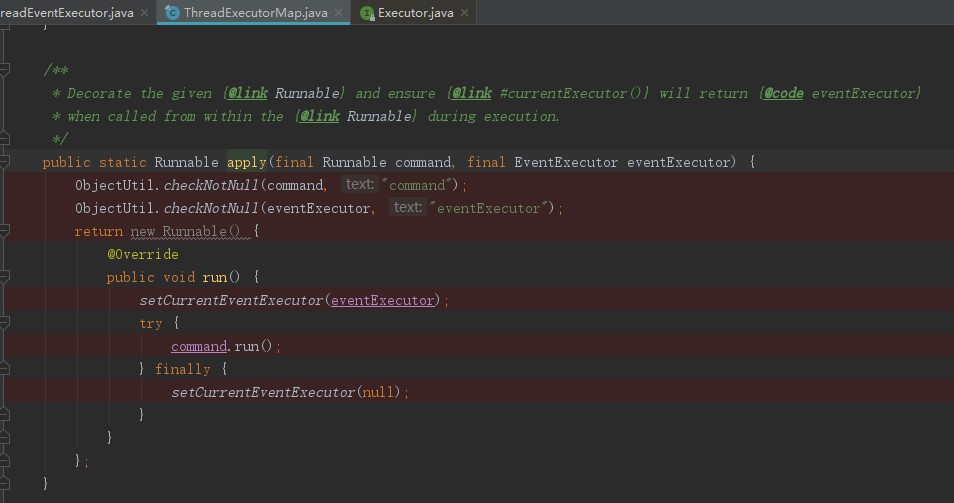 readEventExecutor.java × ThreadExecutorMap.java × Executor.java ×
}
/**
* Decorate the given {@link Runnable} and ensure {@link #currentExecutor()} will return {@code eventExecutor}
* when called from within the {@link Runnable} during execution.
*/
public static Runnable apply(final Runnable command, final EventExecutor eventExecutor) {
ObjectUtil.checkNotNull(command, text: "command");
ObjectUtil.checkNotNull(eventExecutor, text: "eventExecutor");
return new Runnable() {
@Override
public void run() {
setCurrentEventExecutor(eventExecutor);
try {
command.run();
} finally {
setCurrentEventExecutor(null);
}
}
};
}